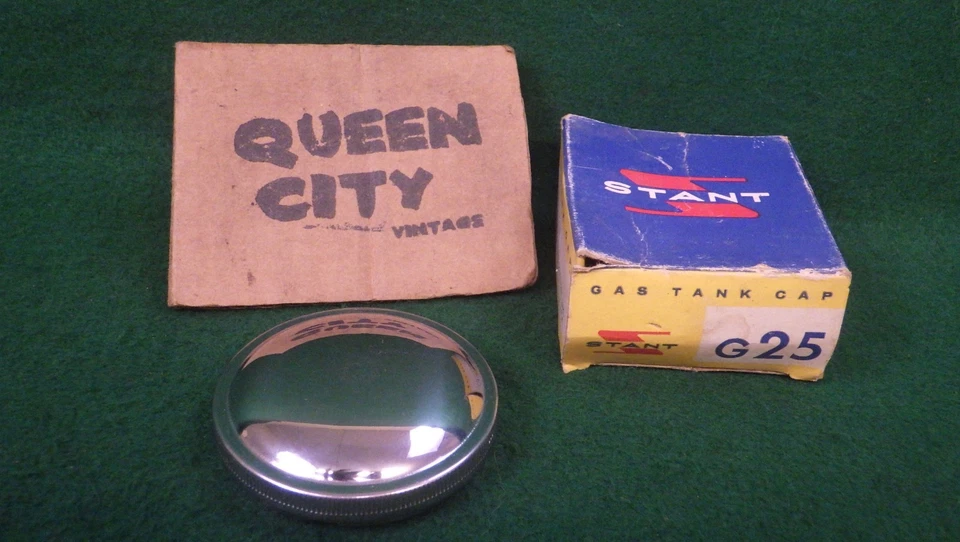 QUEEN
CITY
VINTAGE
STANT
GAS TANK CAP
STANT
G25